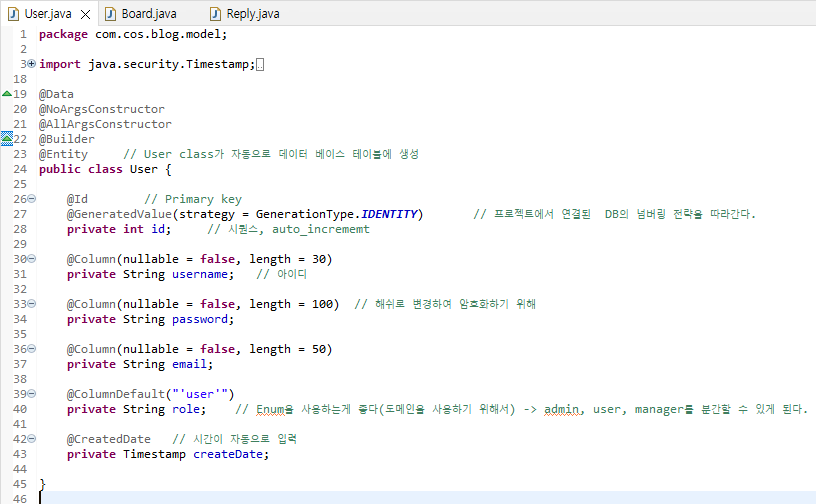 User.java Board.java Reply.java
1 package com.cos.blog.model;
2
3 import java.security.Timestamp;
18
19 @Data
20 @NoArgsConstructor
21 @AllArgsConstructor
22 @Builder
23 @Entity // User class가 자동으로 데이터 베이스 테이블에 생성
24 public class User {
25
26 @Id // Primary key
27 @GeneratedValue(strategy = GenerationType.IDENTITY) // 프로젝트에서 연결된 DB의 넘버링 전략을 따라간다.
28 private int id; // 시퀀스, auto_incrememt
29
30 @Column(nullable = false, length = 30)
31 private String username; // 아이디
32
33 @Column(nullable = false, length = 100) // 해쉬로 변경하여 암호화하기 위해
34 private String password;
35
36 @Column(nullable = false, length = 50)
37 private String email;
38
39 @ColumnDefault("'user'")
40 private String role; // Enum을 사용하는게 좋다(도메인을 사용하기 위해서) -> admin, user, manager를 분간할 수 있게 된다.
41
42 @CreatedDate // 시간이 자동으로 입력
43 private Timestamp createDate;
44
45 }
46